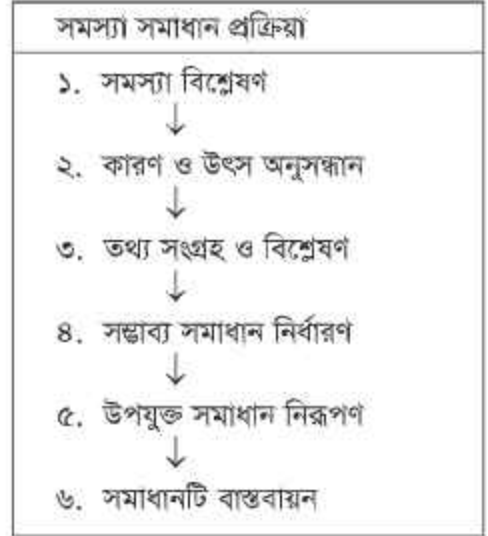 সমস্যা সমাধান প্রক্রিয়া
১. সমস্যা বিশ্লেষণ
২. কারণ ও উৎস অনুসন্ধান
৩. তথ্য সংগ্রহ ও বিশ্লেষণ
৪. সম্ভাব্য সমাধান নির্ধারণ
৫. উপযুক্ত সমাধান নিরূপণ
৬. সমাধানটি বাস্তবায়ন